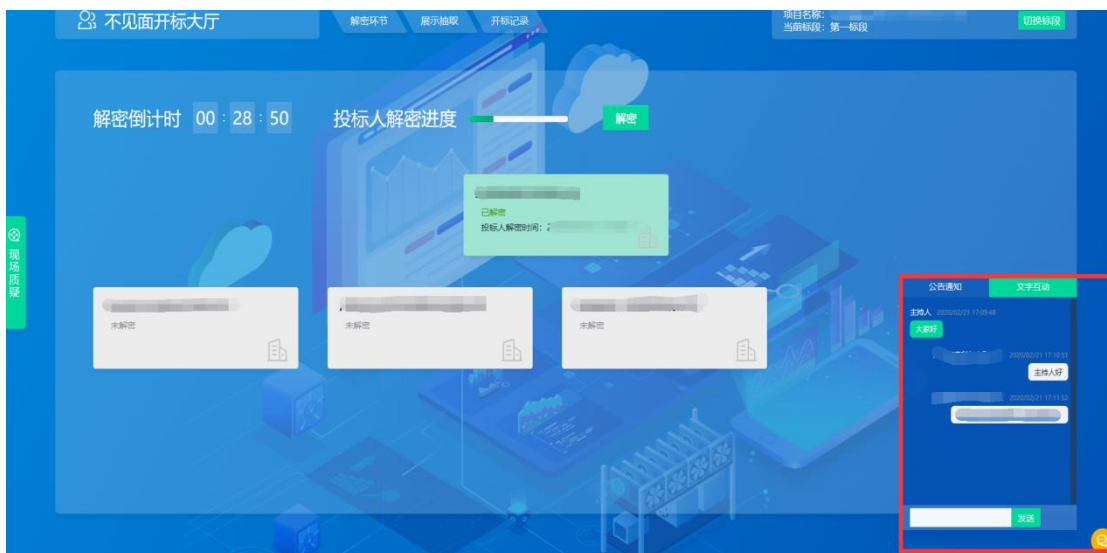 不见面开标大厅
解密环节
展示抽取
开标记录
项目名称:
当前标段: 第一标段
切换标段
解密倒计时 00 : 28 : 50
投标人解密进度
解密
已解密
投标人解密时间: 2
现场质疑
未解密
未解密
未解密
公告通知
文字互动
主持人 2020/02/21 17:09:48
大家好
2020/02/21 17:10:51
主持人好
2020/02/21 17:11:52
发送